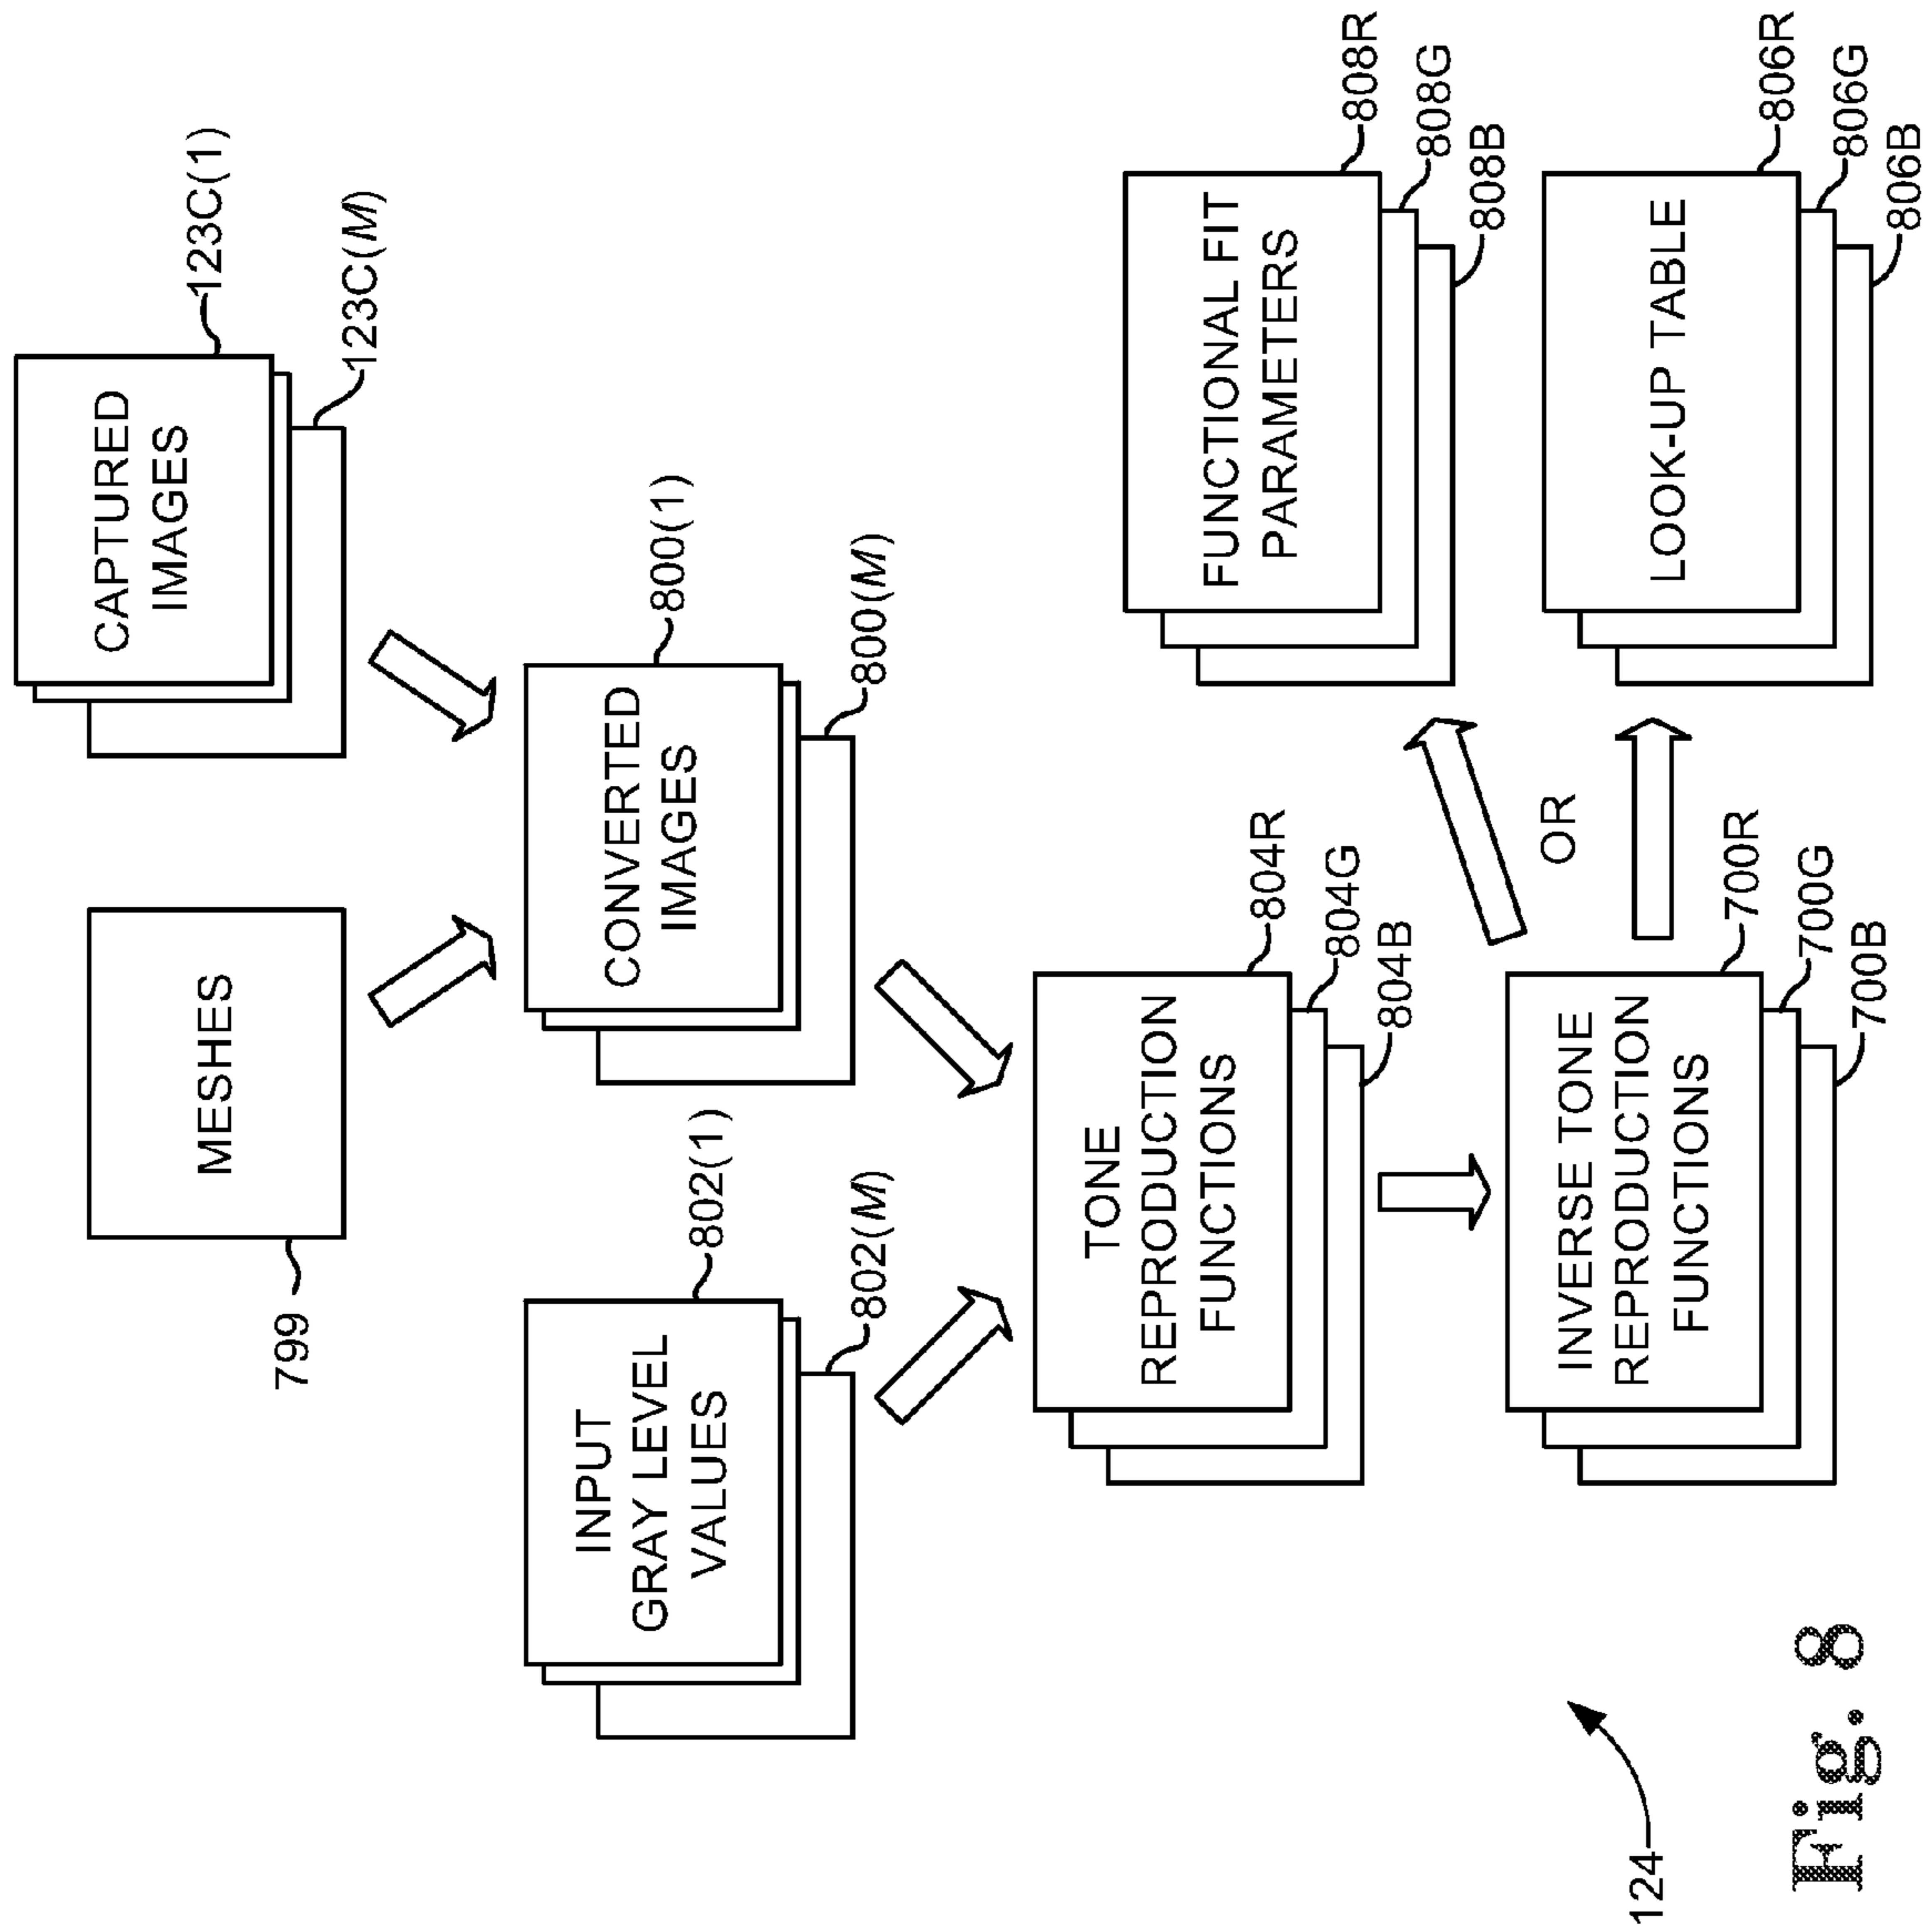 MESHES
799
CAPTURED
IMAGES
123C(1)
123C(M)
INPUT
GRAY LEVEL
VALUES
802(1)
802(M)
CONVERTED
IMAGES
800(1)
800(M)
TONE
REPRODUCTION
FUNCTIONS
804R
804G
804B
INVERSE TONE
REPRODUCTION
FUNCTIONS
700R
700G
700B
OR
FUNCTIONAL FIT
PARAMETERS
808R
808G
808B
LOOK-UP TABLE
806R
806G
806B
124
Fig. 8